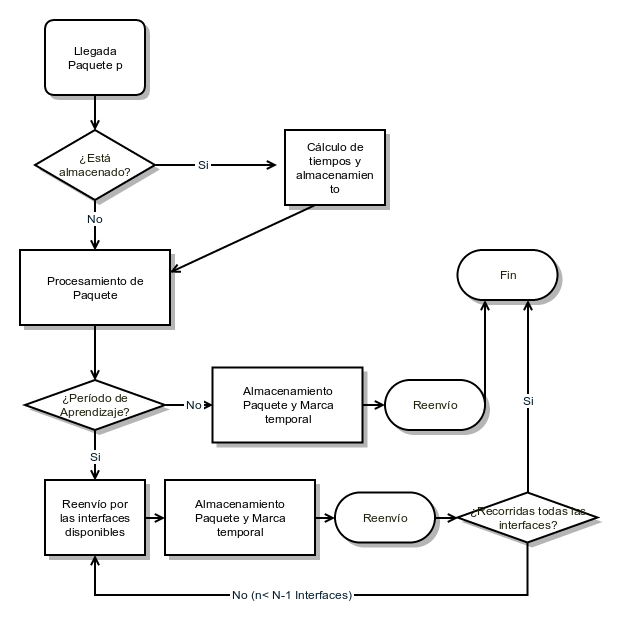 Llegada
Paquete p
¿Está
almacenado?
Si
Cálculo de
tiempos y
almacenamien
to
No
Procesamiento de
Paquete
Fin
¿Período de
Aprendizaje?
No
Almacenamiento
Paquete y Marca
temporal
Reenvío
Si
Si
Reenvío por
las interfaces
disponibles
Almacenamiento
Paquete y Marca
temporal
Reenvío
¿Recorridas todas las
interfaces?
No (n< N-1 Interfaces)